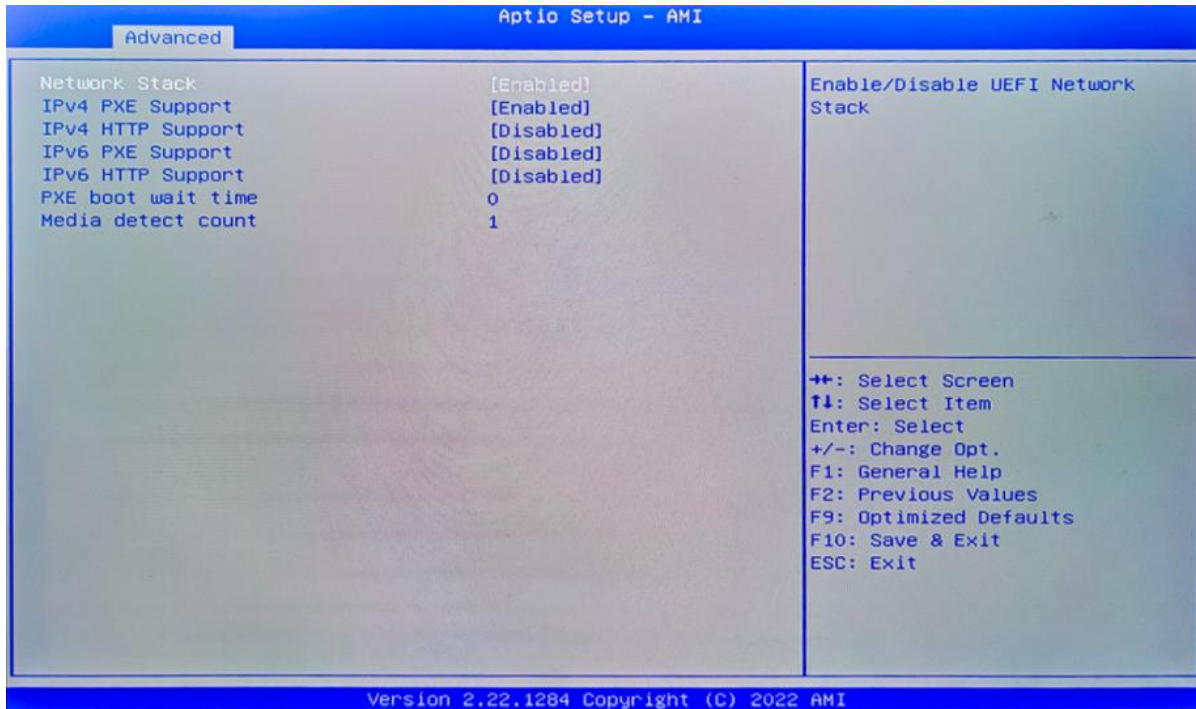 Aptio Setup – AMI
Advanced
Network Stack [Enabled]
IPv4 PXE Support [Enabled]
IPv4 HTTP Support [Disabled]
IPv6 PXE Support [Disabled]
IPv6 HTTP Support [Disabled]
PXE boot wait time 0
Media detect count 1
Enable/Disable UEFI Network
Stack
→←: Select Screen
↑↓: Select Item
Enter: Select
+/-: Change Opt.
F1: General Help
F2: Previous Values
F9: Optimized Defaults
F10: Save & Exit
ESC: Exit
Version 2.22.1284 Copyright (C) 2022 AMI